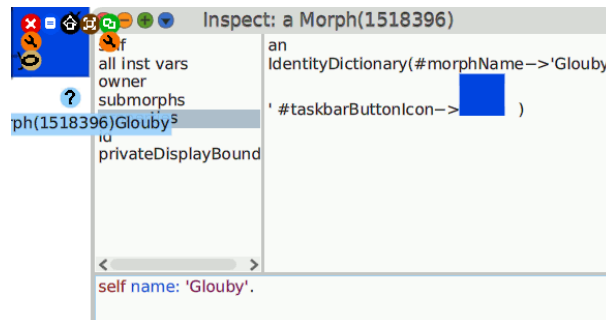 Inspect: a Morph(1518396)
self
all inst vars
owner
submorphs
id
privateDisplayBound
?
rph(1518396)Glouby
an
IdentityDictionary(#morphName->'Glouby
' #taskbarButtonIcon-> )
self name: 'Glouby'.